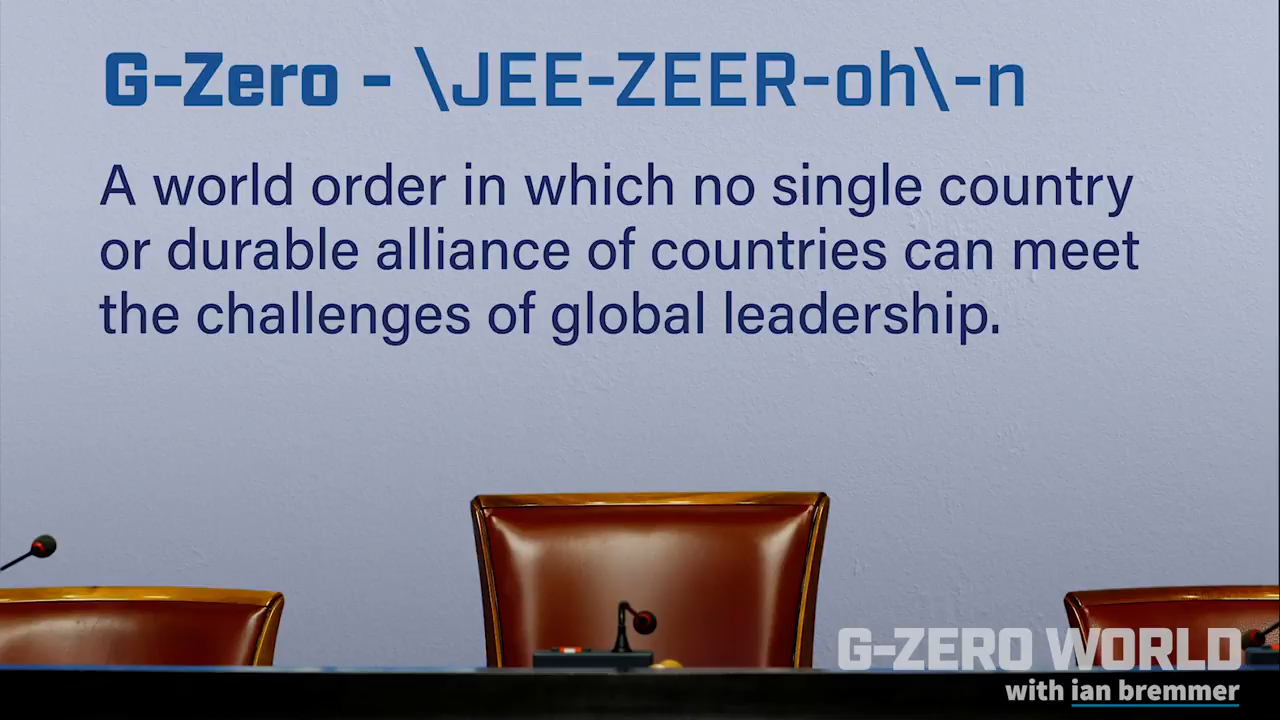 G-Zero - \JEE-ZEER-oh\-n
A world order in which no single country
or durable alliance of countries can meet
the challenges of global leadership.
G-ZERO WORLD
with ian bremmer